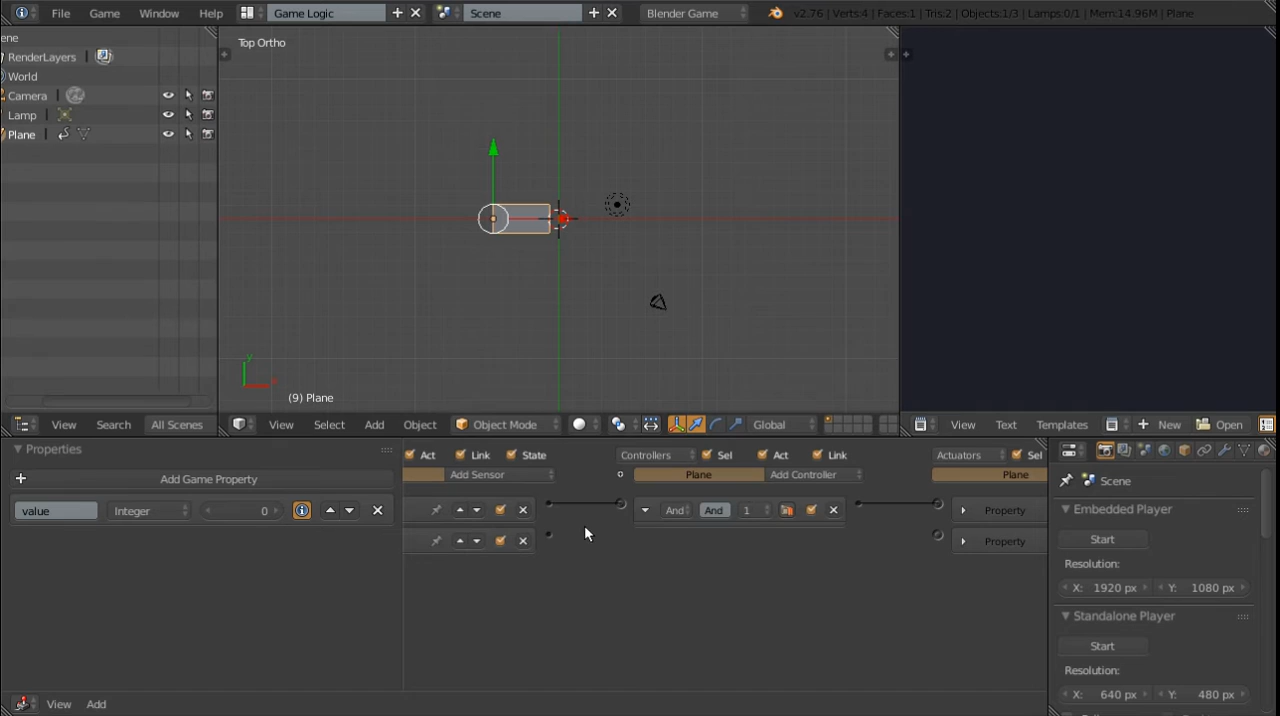 File Game Window Help Game Logic Scene Blender Game v2.76 | Verts:4 | Faces:1 | Tris:2 | Objects:1/3 | Lamps:0/1 | Mem:14.96M | Plane
ne
RenderLayers |
World
Camera |
Lamp |
Plane |
View Search All Scenes
Top Ortho
y
x
(9) Plane
View Select Add Object Object Mode Global
View Text Templates New Open
Properties
Add Game Property
value Integer 0
Act Link State Controllers Sel Act Link Actuators Sel
Add Sensor Plane Add Controller Plane
And And 1 Property
Property
View Add
Scene
Embedded Player
Start
Resolution:
X: 1920 px Y: 1080 px
Standalone Player
Start
Resolution:
X: 640 px Y: 480 px